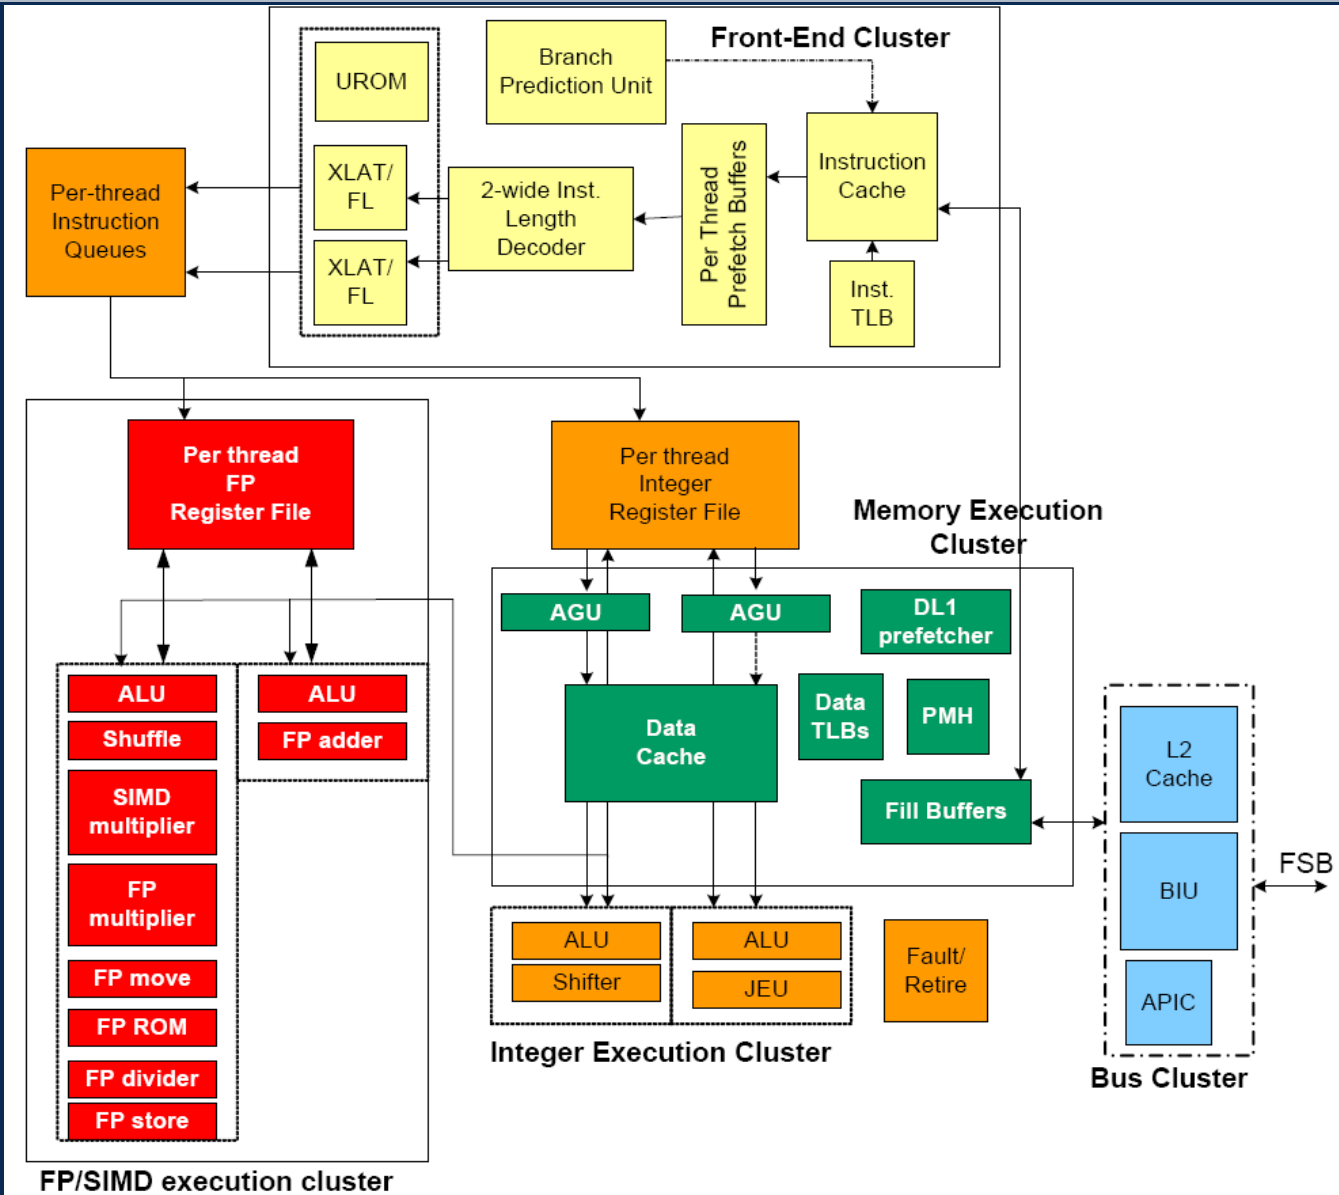 Front-End Cluster
UROM
Branch
Prediction Unit
XLAT/
FL
XLAT/
FL
2-wide Inst.
Length
Decoder
Per Thread
Prefetch Buffers
Instruction
Cache
Inst.
TLB
Per-thread
Instruction
Queues
Per thread
FP
Register File
Per thread
Integer
Register File
Memory Execution
Cluster
AGU
AGU
DL1
prefetcher
Data
Cache
Data
TLBs
PMH
Fill Buffers
ALU
Shuffle
SIMD
multiplier
FP
multiplier
FP move
FP ROM
FP divider
FP store
ALU
FP adder
FP/SIMD execution cluster
ALU
Shifter
ALU
JEU
Integer Execution Cluster
Fault/
Retire
L2
Cache
BIU
APIC
Bus Cluster
FSB